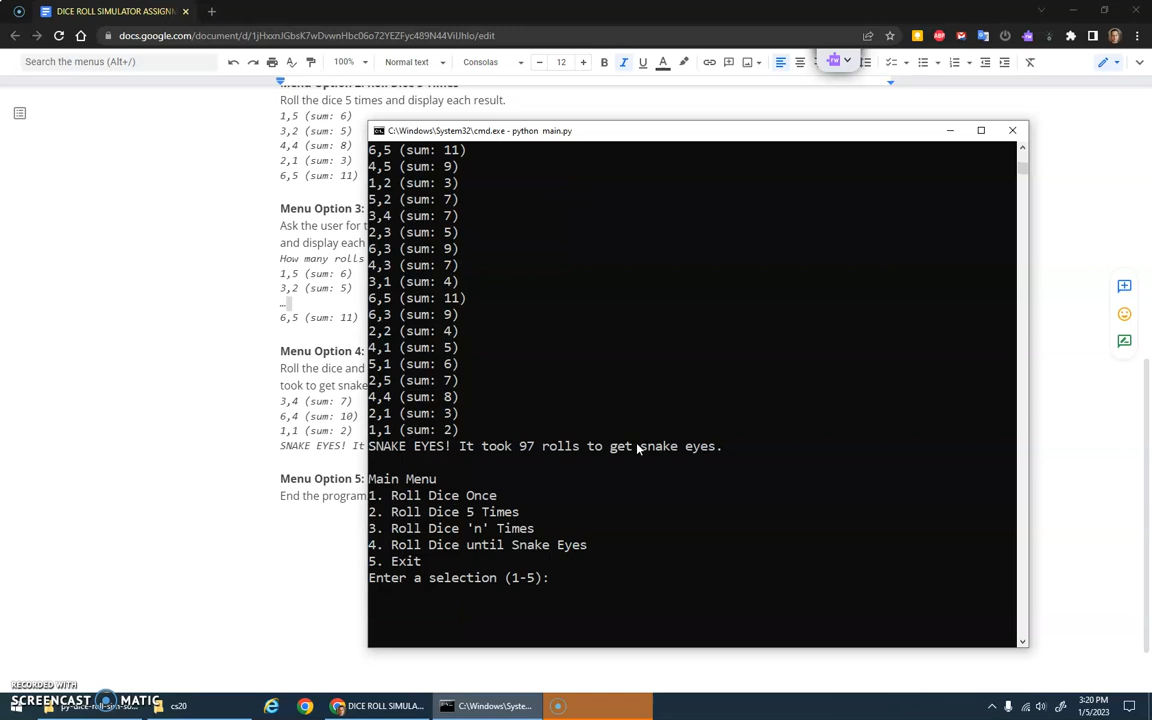 DICE ROLL SIMULATOR ASSIGNM
docs.google.com/document/d/1jHxxnJGbsK7wDvwnHbc06o72YEZFyc489N44ViIJhIo/edit
Search the menus (Alt+/)
100%
Normal text
Consolas
12
Roll the dice 5 times and display each result.
1,5 (sum: 6)
3,2 (sum: 5)
4,4 (sum: 8)
2,1 (sum: 3)
6,5 (sum: 11)
Menu Option 3:
Ask the user for t
and display each
How many rolls
1,5 (sum: 6)
3,2 (sum: 5)
…
6,5 (sum: 11)
Menu Option 4:
Roll the dice and
took to get snake
3,4 (sum: 7)
6,4 (sum: 10)
1,1 (sum: 2)
SNAKE EYES! It
Menu Option 5:
End the program
C:\Windows\System32\cmd.exe - python main.py
6,5 (sum: 11)
4,5 (sum: 9)
1,2 (sum: 3)
5,2 (sum: 7)
3,4 (sum: 7)
2,3 (sum: 5)
6,3 (sum: 9)
4,3 (sum: 7)
3,1 (sum: 4)
6,5 (sum: 11)
6,3 (sum: 9)
2,2 (sum: 4)
4,1 (sum: 5)
5,1 (sum: 6)
2,5 (sum: 7)
4,4 (sum: 8)
2,1 (sum: 3)
1,1 (sum: 2)
SNAKE EYES! It took 97 rolls to get snake eyes.
Main Menu
1. Roll Dice Once
2. Roll Dice 5 Times
3. Roll Dice 'n' Times
4. Roll Dice until Snake Eyes
5. Exit
Enter a selection (1-5):
RECORDED WITH
SCREENCAST MATIC
cs20
DICE ROLL SIMULA...
C:\Windows\Syste...
3:20 PM
1/5/2023